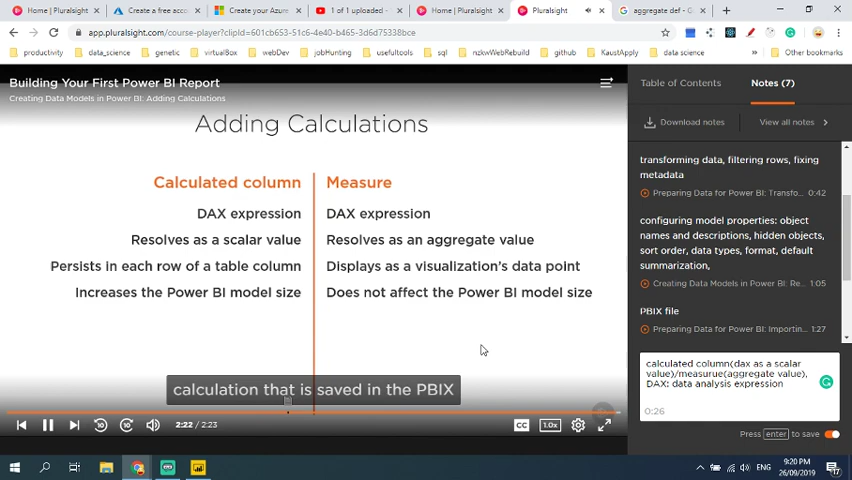 Home | Pluralsight
Create a free acco
Create your Azure
1 of 1 uploaded -
Home | Pluralsight
Pluralsight
aggregate def - G
app.pluralsight.com/course-player?clipId=601cb653-51c6-4e40-b465-3d6d75338bce
productivity
data_science
genetic
virtualBox
webDev
jobHunting
usefultools
sql
nzkwWebRebuild
github
KaustApply
data science
Other bookmarks
Building Your First Power BI Report
Creating Data Models in Power BI: Adding Calculations
Adding Calculations
Calculated column
DAX expression
Resolves as a scalar value
Persists in each row of a table column
Increases the Power BI model size
Measure
DAX expression
Resolves as an aggregate value
Displays as a visualization's data point
Does not affect the Power BI model size
calculation that is saved in the PBIX
2:22 / 2:23
CC
1.0x
Table of Contents
Notes (7)
Download notes
View all notes
transforming data, filtering rows, fixing
metadata
Preparing Data for Power BI: Transfo...
0:42
configuring model properties: object
names and descriptions, hidden objects,
sort order, data types, format, default
summarization,
Creating Data Models in Power BI: Re...
1:05
PBIX file
Preparing Data for Power BI: Importin...
1:27
calculated column(dax as a scalar
value)/measurue(aggregate value),
DAX: data analysis expression
0:26
Press enter to save
ENG
9:20 PM
26/09/2019
17